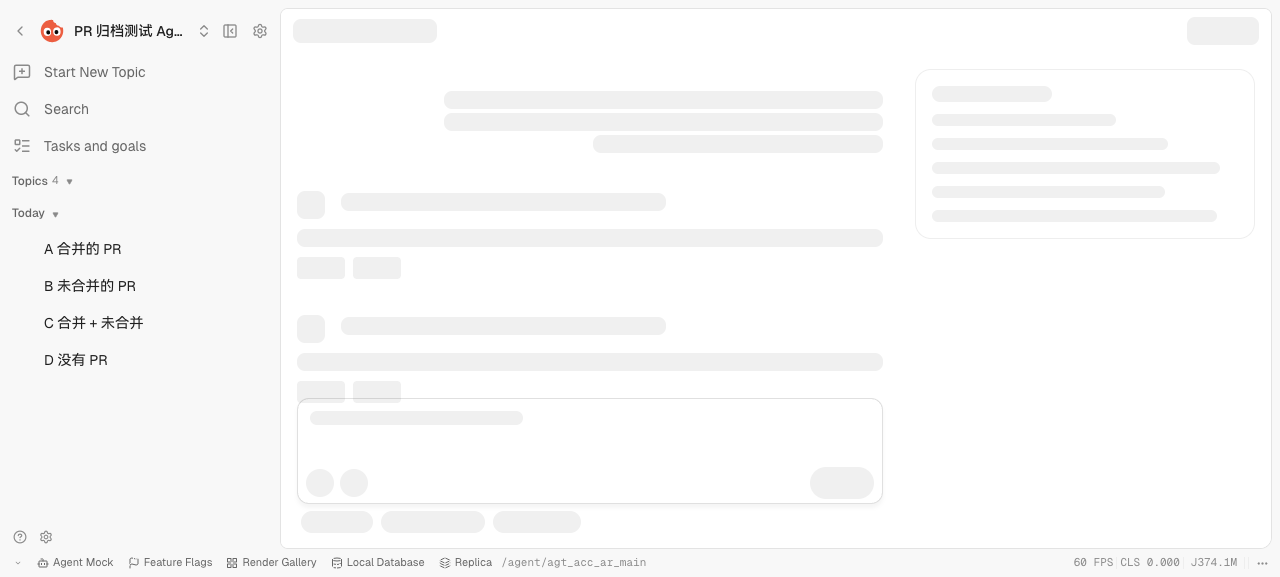 PR 归档测试 Ag...
Start New Topic
Search
Tasks and goals
Topics 4
Today
A 合并的 PR
B 未合并的 PR
C 合并 + 未合并
D 没有 PR
Agent Mock Feature Flags Render Gallery Local Database Replica /agent/agt_acc_ar_main 60 FPS CLS 0.000 J374.1M